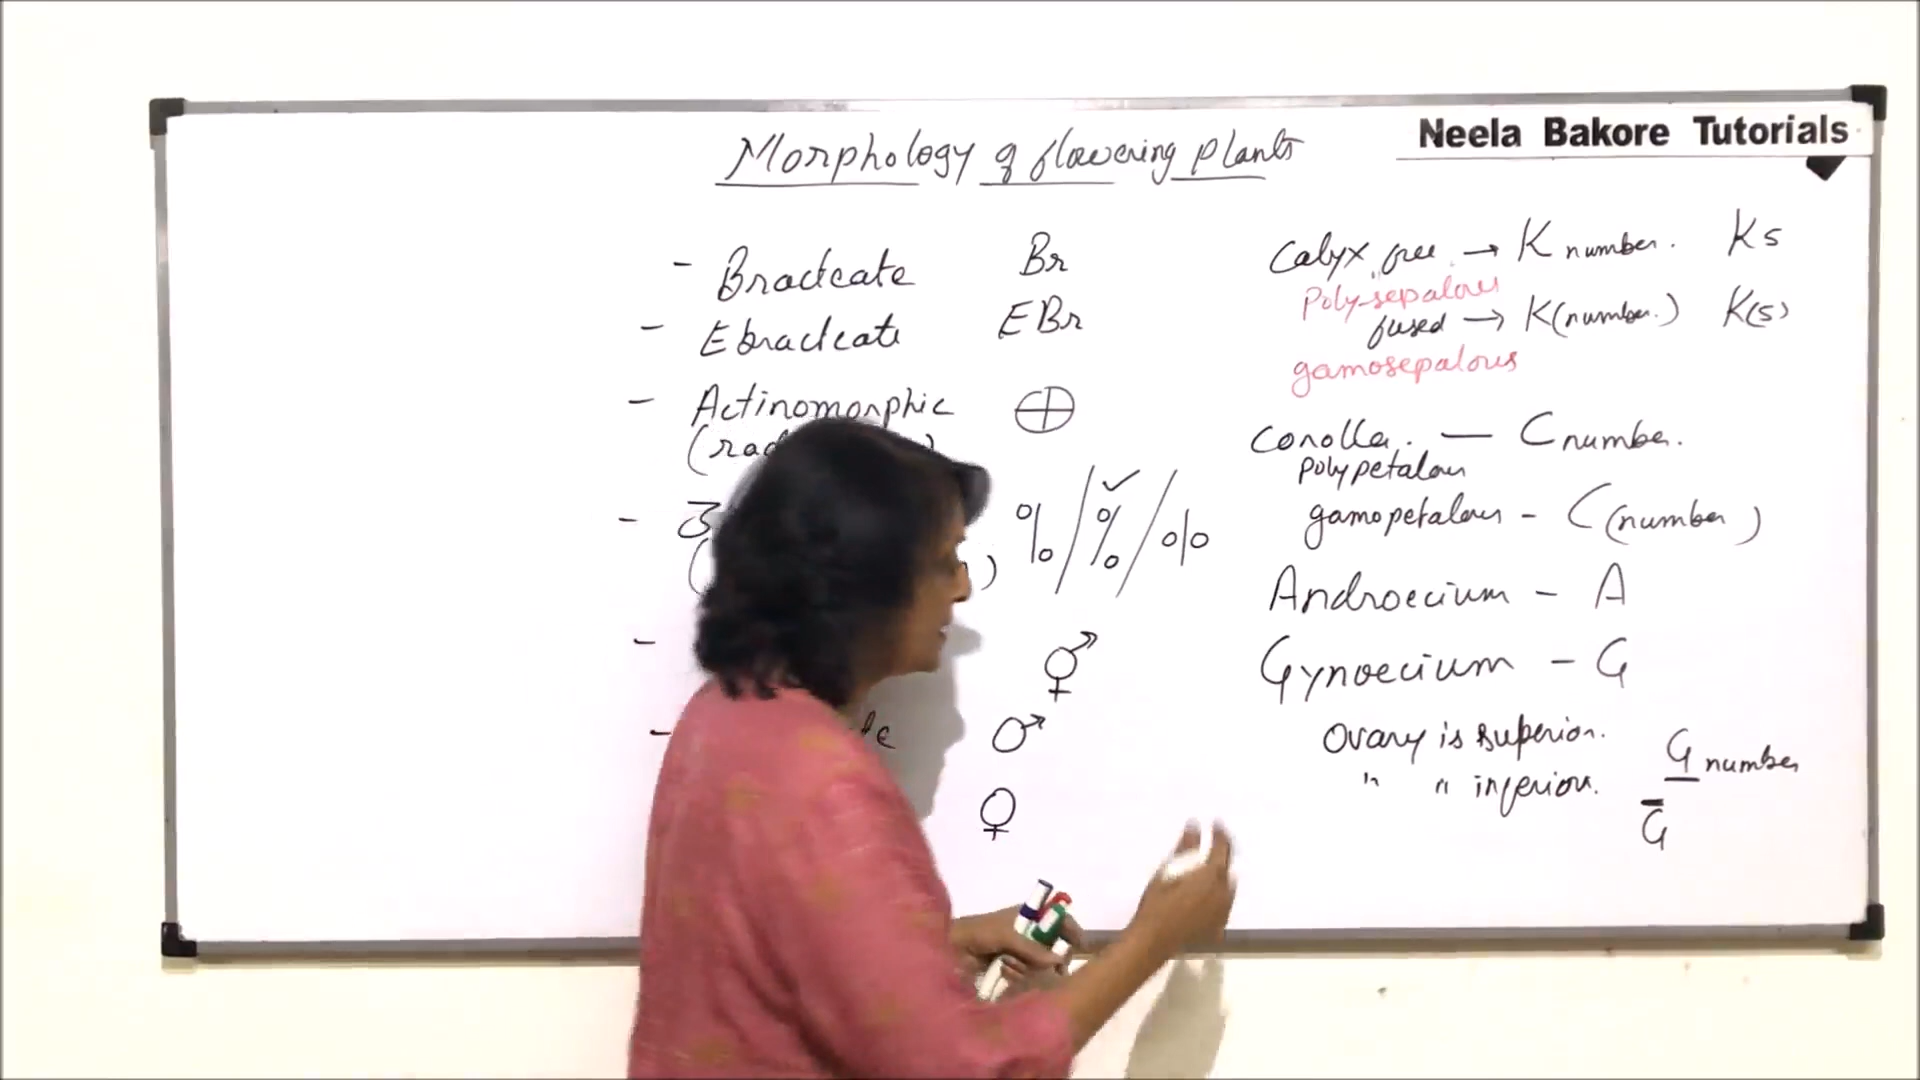 Neela Bakore Tutorials
Morphology of flowering plants
- Bracteate Br
- Ebracteate EBr
- Actinomorphic ⊕
(rad
-
% / % ✓ / o|o
- ⚥
- ♂
♀
Calyx free → K number. K5
Poly-sepalous
fused → K(number.) K(5)
gamosepalous
Corolla. — C number.
polypetalous
gamopetalous - C(number)
Androecium - A
Gynoecium - G
Ovary is superior. G number
" " inferior. G